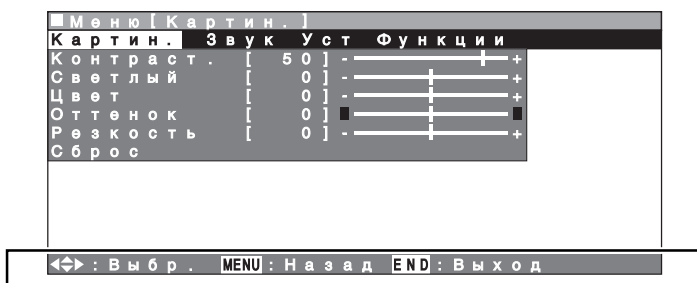 Меню [Картин.]
Картин. Звук Уст Функции
Контраст. [ 50] - +
Светлый [ 0] - +
Цвет [ 0] - +
Оттенок [ 0]
Резкость [ 0] - +
Сброс
: Выбр. MENU: Назад END: Выход